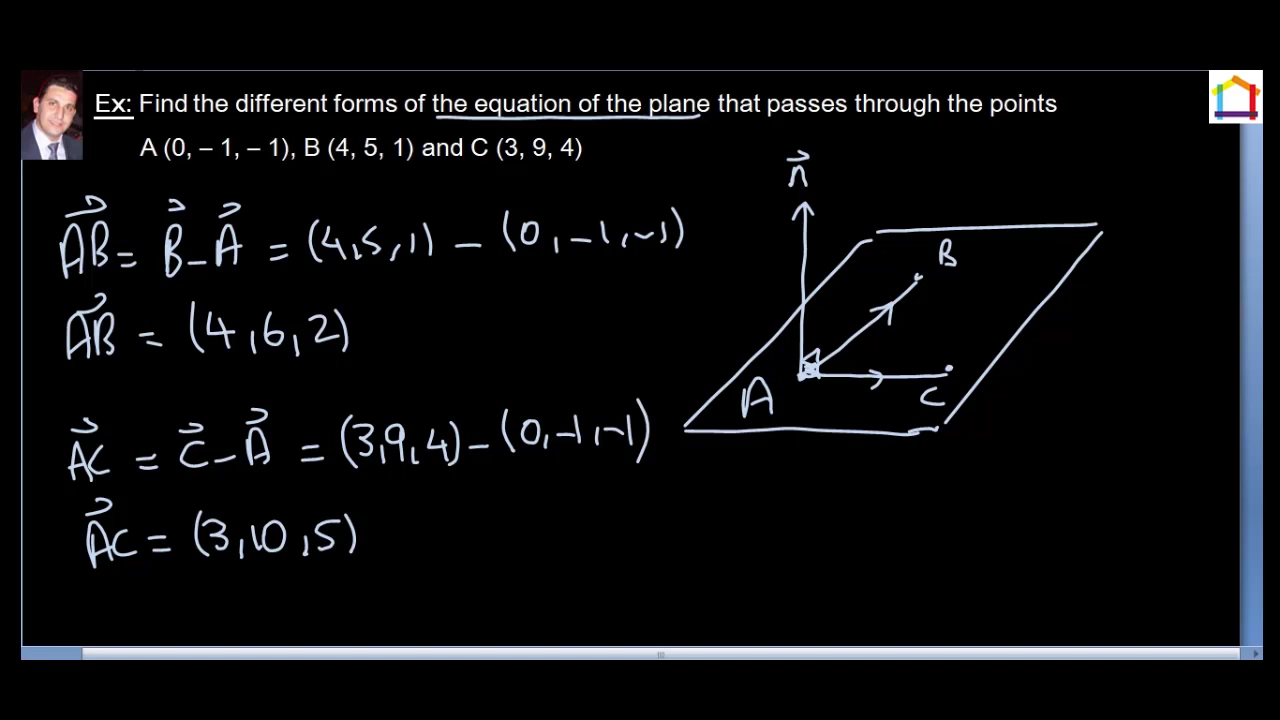 Ex: Find the different forms of the equation of the plane that passes through the points
A (0, – 1, – 1), B (4, 5, 1) and C (3, 9, 4)
n⃗
AB⃗ = B⃗ – A⃗ = (4,5,1) – (0,–1,–1)
B
AB⃗ = (4,6,2)
A
C
AC⃗ = C⃗ – A⃗ = (3,9,4) – (0,–1,–1)
AC⃗ = (3,10,5)